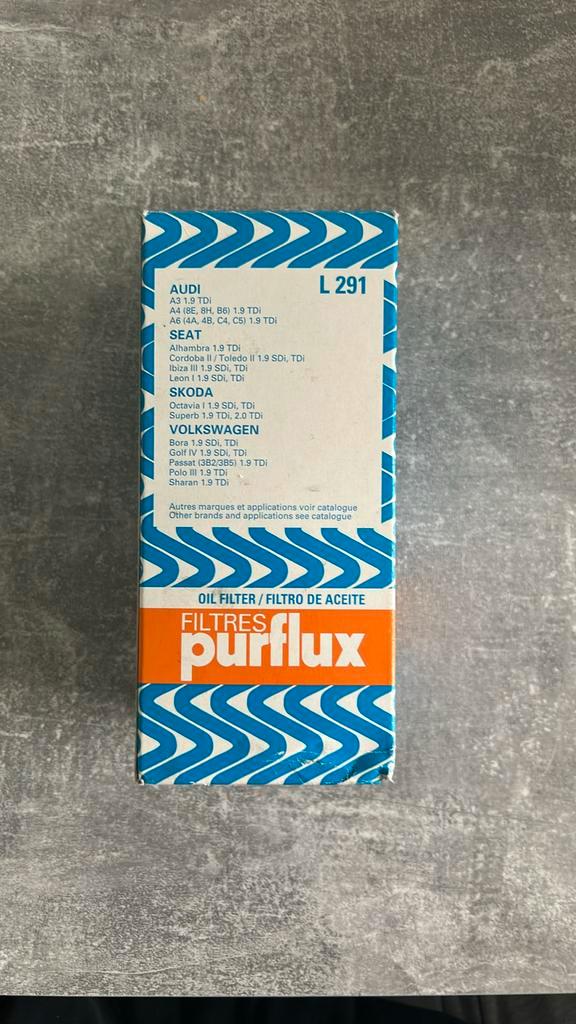 L 291
AUDI
A3 1.9 TDi
A4 (8E, 8H, B6) 1.9 TDi
A6 (4A, 4B, C4, C5) 1.9 TDi
SEAT
Alhambra 1.9 TDi
Cordoba II / Toledo II 1.9 SDi, TDi
Ibiza III 1.9 SDi, TDi
Leon I 1.9 SDi, TDi
SKODA
Octavia I 1.9 SDi, TDi
Superb 1.9 TDi, 2.0 TDi
VOLKSWAGEN
Bora 1.9 SDi, TDi
Golf IV 1.9 SDi, TDi
Passat (3B2/3B5) 1.9 TDi
Polo III 1.9 TDi
Sharan 1.9 TDi
Autres marques et applications voir catalogue
Other brands and applications see catalogue
OIL FILTER / FILTRO DE ACEITE
FILTRES
purflux